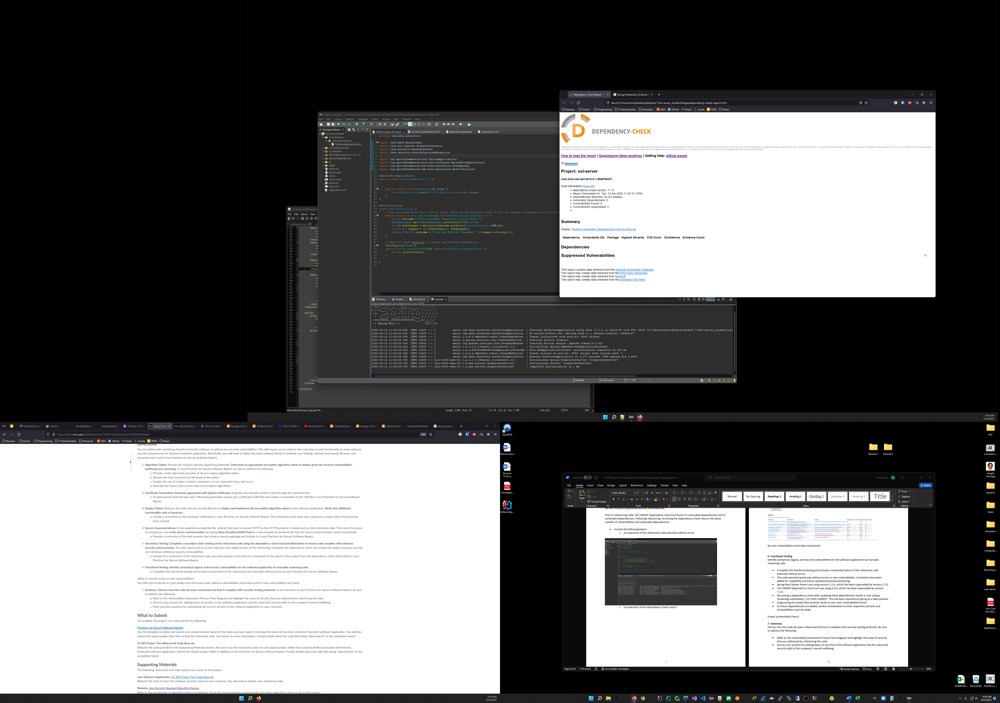 Dependency-Check Report
Spring Framework 5.3.20 and 5.
file:///C:/Users/chris/Desktop/Module 7/ssl-server_student/target/dependency-check-report.html
Business School Programming IT Administration HomeLab AWS GitHub Gmail Linode TODO Music
DEPENDENCY-CHECK
How to read the report | Suppressing false positives | Getting Help: github issues
Sponsor
Project: ssl-server
com.snhu:ssl-server:0.0.1-SNAPSHOT
Scan Information (show all):
dependency-check version: 7.1.0
Report Generated On: Tue, 14 Jun 2022 11:42:15 -0700
Dependencies Scanned: 44 (24 unique)
Vulnerable Dependencies: 0
Vulnerabilities Found: 0
Vulnerabilities Suppressed: 2
...
Summary
Display: Showing Vulnerable Dependencies (click to show all)
Dependency Vulnerability IDs Package Highest Severity CVE Count Confidence Evidence Count
Dependencies
Suppressed Vulnerabilities
This report contains data retrieved from the National Vulnerability Database.
This report may contain data retrieved from the NPM Public Advisories.
This report may contain data retrieved from RetireJS.
This report may contain data retrieved from the Sonatype OSS Index.
eclipse-workspace - ssl-server_student/src/main/java/com/snhu/sslserver/SslServerApplication.java - Eclipse IDE
File Edit Source Refactor Navigate Search Project Run Window Help
Package Explorer
ssl-server_student
src/main/java
com.snhu.sslserver
SslServerApplication.java
src/main/resources
src/test/java
JRE System Library [JavaSE-1.8]
Maven Dependencies
src
target
HELP.md
keystore.jks
mvnw
mvnw.cmd
pom.xml
server.cer
suppression.xml
SslServerApplication.java ssl-server_student/pom.xml application.properties suppression.xml
package com.snhu.sslserver;
import java.math.BigInteger;
import java.nio.charset.StandardCharsets;
import java.security.MessageDigest;
import java.security.NoSuchAlgorithmException;
import org.springframework.boot.SpringApplication;
import org.springframework.boot.autoconfigure.SpringBootApplication;
import org.springframework.web.bind.annotation.GetMapping;
import org.springframework.web.bind.annotation.RestController;
@SpringBootApplication
public class SslServerApplication {
public static void main(String[] args) {
SpringApplication.run(SslServerApplication.class, args);
}
}
@RestController
class ServerController {
// Get checksum value for a static entry. This can be modified later to provide dynamic checksum values to
public static String getCheckSum() throws NoSuchAlgorithmException {
String welcome = "Hello Artemis Financial & Chris Dewey!";
MessageDigest md = MessageDigest.getInstance("SHA-256");
byte[] byteDigest = md.digest(welcome.getBytes(StandardCharsets.UTF_8));
BigInteger digest = new BigInteger(1, byteDigest);
return "<h1>" + welcome + "</h1><p> SHA-256 Checksum: " + digest.toString(16);
}
// Map the /hash endpoint to render getCheckSum information
@GetMapping("/hash")
public String renderCheckSum() throws NoSuchAlgorithmException {
return getCheckSum();
}
}
Problems Javadoc Declaration Console
SslServerApplication [Java Application] [pid: 14508]
:: Spring Boot :: (v2.7.0)
2022-06-14 11:42:53.438 INFO 14508 --- [ main] com.snhu.sslserver.SslServerApplication : Starting SslServerApplication using Java 17.0.2 on Chris-PC with PID 14508 (C:\Users\chris\Desktop\Module 7\ssl-server_student\tar
2022-06-14 11:42:53.440 INFO 14508 --- [ main] com.snhu.sslserver.SslServerApplication : No active profile set, falling back to 1 default profile: "default"
2022-06-14 11:42:54.334 INFO 14508 --- [ main] o.s.b.w.embedded.tomcat.TomcatWebServer : Tomcat initialized with port(s): 8443 (https)
2022-06-14 11:42:54.344 INFO 14508 --- [ main] o.apache.catalina.core.StandardService : Starting service [Tomcat]
2022-06-14 11:42:54.344 INFO 14508 --- [ main] org.apache.catalina.core.StandardEngine : Starting Servlet engine: [Apache Tomcat/9.0.63]
2022-06-14 11:42:54.432 INFO 14508 --- [ main] o.a.c.c.C.[Tomcat].[localhost].[/] : Initializing Spring embedded WebApplicationContext
2022-06-14 11:42:54.433 INFO 14508 --- [ main] w.s.c.ServletWebServerApplicationContext : Root WebApplicationContext: initialization completed in 954 ms
2022-06-14 11:42:55.388 INFO 14508 --- [ main] o.s.b.w.embedded.tomcat.TomcatWebServer : Tomcat started on port(s): 8443 (https) with context path ''
2022-06-14 11:42:55.398 INFO 14508 --- [ main] com.snhu.sslserver.SslServerApplication : Started SslServerApplication in 2.274 seconds (JVM running for 2.609)
2022-06-14 11:42:59.728 INFO 14508 --- [nio-8443-exec-5] o.a.c.c.C.[Tomcat].[localhost].[/] : Initializing Spring DispatcherServlet 'dispatcherServlet'
2022-06-14 11:42:59.728 INFO 14508 --- [nio-8443-exec-5] o.s.web.servlet.DispatcherServlet : Initializing Servlet 'dispatcherServlet'
2022-06-14 11:42:59.729 INFO 14508 --- [nio-8443-exec-5] o.s.web.servlet.DispatcherServlet : Completed initialization in 1 ms
Writable Smart Insert 7 : 1 : 183
File Edit Search View
package-lock.json
</build>
</project>
eXtensible Markup Language file length : 2,290 lines : 78 Ln : 36 Col : 22 Pos : 1,188 Unix (LF) UTF-8 INS
11:45 AM
6/14/2022
Get Nord securi Careers Job Application Job Application 100 Days of Cod Project Two Discussions List How to Create Package Com ## Need To Add 128 or 256 bit Java Keytool Tu Certificate Gene Package Com A Business You localhost:8443/hash spring starter pa
https://learn.snhu.edu/d2l/le/content/1069777/viewContent/18229546/View 80%
Business School Programming IT Administration HomeLab AWS GitHub Gmail Linode TODO Music
Directions
You are tasked with examining Artemis Financial's software to address any security vulnerabilities. This will require you to refactor the code base to add functionality to meet software
security requirements for Artemis Financial's application. Specifically, you will need to follow the steps outlined below to facilitate your findings, address and remedy all areas, and
document your work in the Practices for Secure Software Report.
1. Algorithm Cipher: Review the scenario and the Supporting Materials. Determine an appropriate encryption algorithm cipher to deploy given the security vulnerabilities,
justifying your reasoning. In your Practices for Secure Software Report, be sure to address the following:
a. Provide a brief, high-level overview of the encryption algorithm cipher.
b. Discuss the hash functions and bit levels of the cipher.
c. Explain the use of random numbers, symmetric vs non-symmetric keys, and so on.
d. Describe the history and current state of encryption algorithms.
2. Certificate Generation: Generate appropriate self-signed certificates using the Java Keytool, which is used through the command line.
a. To demonstrate that the keys were effectively generated, export your certificates (CER file) and submit a screenshot of the CER file in your Practices for Secure Software
Report.
3. Deploy Cipher: Refactor the code and use security libraries to deploy and implement the encryption algorithm cipher to the software application. Verify this additional
functionality with a checksum.
a. Include a screenshot of the checksum verification in your Practices for Secure Software Report. The screenshot must show your name and a unique data string that has
been created.
4. Secure Communications: In the application.properties file, refactor the code to convert HTTP to the HTTPS protocol. Compile and run the refactored code. Then once the server
is running, you can verify secure communication by typing https://localhost:8443/hash in a new browser to demonstrate that the secure communication works successfully.
a. Provide a screenshot of the web browser that shows a secure webpage and include it in your Practices for Secure Software Report.
5. Secondary Testing: Complete a secondary static testing of the refactored code using the dependency check tool provided below to ensure code complies with software
security enhancements. You only need to focus on the code you have added as part of the refactoring. Complete the dependency check and review the output to ensure you did
not introduce additional security vulnerabilities.
a. Include (1) a screenshot of the refactored code executed without errors and (2) a screenshot of the report of the output from the dependency check static tester in your
Practices for Secure Software Report.
6. Functional Testing: Identify syntactical, logical, and security vulnerabilities for the software application by manually reviewing code.
a. Complete this functional testing and include a screenshot of the refactored code executed without errors in your Practices for Secure Software Report.
What if I receive errors or new vulnerabilities?
You will need to iterate on your design and refactored code, address vulnerabilities, and retest until no new vulnerabilities are found.
7. Summary: Discuss how the code has been refactored and how it complies with security testing protocols. In the summary of your Practices for Secure Software Report, be sure
to address the following:
a. Refer to the Vulnerability Assessment Process Flow Diagram and highlight the areas of security that you addressed by refactoring the code.
b. Discuss your process for adding layers of security to the software application and the value that security adds to the company's overall wellbeing.
c. Point out best practices for maintaining the current security of the software application to your customer.
What to Submit
To complete this project, you must submit the following:
Practices for Secure Software Report
Use the template provided and submit one comprehensive report of the steps you have taken to increase the layers of security in Artemis Financial's software application. You will also
submit the zipped project files that contain the refactored code. See below for more information. Include details about the code files being "attachments" to the completed report.
CS 305 Project Two Refactored Code Base.zip
Refactor the code provided in the Supporting Materials section. Be sure to zip the refactored code into one zipped project folder that contains all files associated with Artemis
Financial's software application. Submit the zipped project folder in addition to the Practices for Secure Software Report. Include details about the code files being "attachments" to the
completed report.
Supporting Materials
The following resource(s) may help support your work on the project:
Java Software Application: CS 305 Project Two Code Base.zip
Refactor the code to meet the software security needs of your customer. You will need to submit your refactored code.
Website: Java Security Standard Algorithm Names
Refer to the standard list of algorithm ciphers provided by Oracle for recommending an appropriate encryption algorithm cipher to use in this project.
11:45 AM
6/14/2022
NordVPN
Resume.docx
Resume V2.docx
Christophe...
SslServerAp...
Module 7 Module 6
VAC
schrutebuc...
dwight head.jpg
keystore
token
Generators
codeguide...
Blockchain...
web-devel...
Iron Clad Java eBo...
AppBrewer...
HOMELAB.... Recycle Bin theoffice_s...
AutoSave Off CS 305 Project Two Practices for Secure Software Report Template.docx Search (Alt+Q) Chris Dewey CD
File Home Insert Draw Design Layout References Mailings Review View Help Share
Paste Cut Copy Format Painter Calibri (Body) 11 Normal No Spacing Heading 1 Heading 2 Heading 3 Heading 4 Heading 5 Title Find Replace Select
Undo Clipboard Font Paragraph Styles Editing
did not introduce additional security vulnerabilities.
Prior to refactoring code, the OWASP Dependency check tool found 13 vulnerable dependencies and 57
vulnerable dependencies. Following refactoring, rerunning the Dependency Check returns the same
number of vulnerabilities and vulnerable dependencies.
Include the following below:
A screenshot of the refactored code executed without errors
A screenshot of the dependency check report
7
Summary
No new vulnerabilities have been introduced.
6. Functional Testing
Identify syntactical, logical, and security vulnerabilities for the software application by manually
reviewing code.
Complete this functional testing and include a screenshot below of the refactored code
executed without errors.
The code executed previously without errors or new vulnerabilities. Comments have been
added for readability and future updates/maintenance/testing.
Spring Boot Starter Parent was using version 2.2.4, which has been superseded by version 2.7.0.
The OWASP Dependency Check tool was using 5.3.0, which has been superseded by version
7.1.0.
Rerunning a Dependency check after updating these dependencies results in one unique
remaining vulnerability, CVE-2016-1000027. This has been reported by Spring as a false positive.
Suppressing this pesky false positive results in zero new vulnerabilities found.
As future dependencies are added, careful consideration to their respective versions and
vulnerabilities must be made.
[Insert screenshot(s) here.]
7. Summary
Discuss how the code has been refactored and how it complies with security testing protocols. Be sure
to address the following:
Refer to the Vulnerability Assessment Process Flow Diagram and highlight the areas of security
that you addressed by refactoring the code.
Discuss your process for adding layers of security to the software application and the value that
security adds to the company's overall wellbeing.
8
Page 8 of 9 1173 words Accessibility: Investigate Display Settings Focus 100%
11:45 AM
6/14/2022